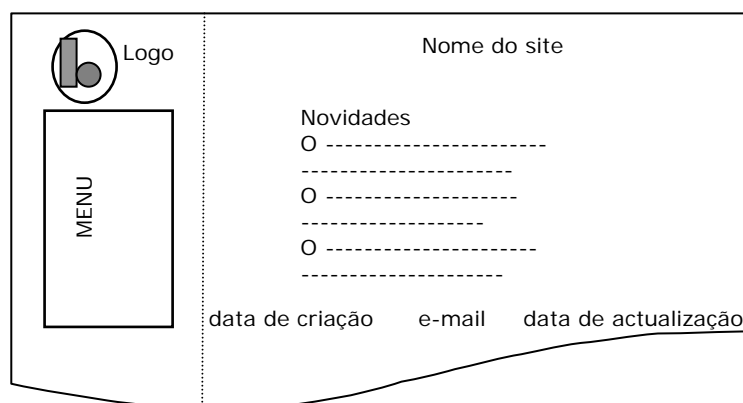 Logo
Nome do site
MENU
Novidades
O -----------------------
----------------------
O --------------------
-------------------
O ----------------------
---------------------
data de criação e-mail data de actualização